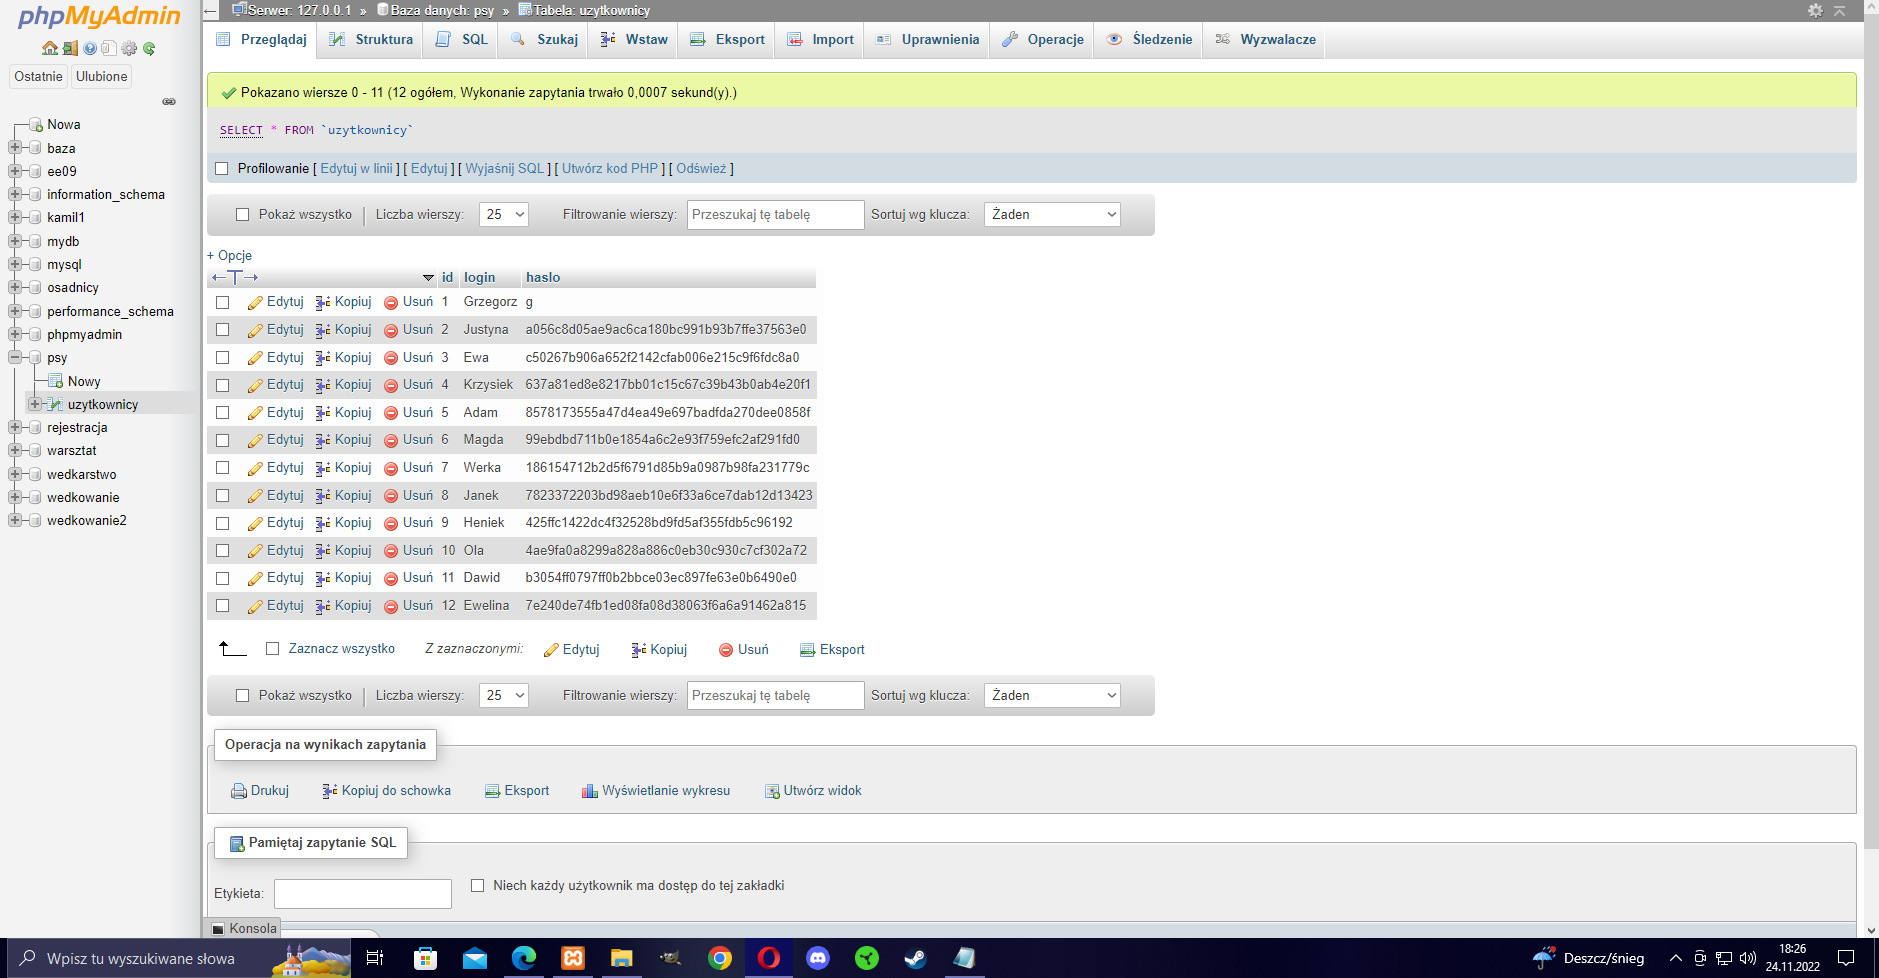 phpMyAdmin
Ostatnie Ulubione
Nowa
baza
ee09
information_schema
kamil1
mydb
mysql
osadnicy
performance_schema
phpmyadmin
psy
Nowy
uzytkownicy
rejestracja
warsztat
wedkarstwo
wedkowanie
wedkowanie2
Serwer: 127.0.0.1 » Baza danych: psy » Tabela: uzytkownicy
Przeglądaj Struktura SQL Szukaj Wstaw Eksport Import Uprawnienia Operacje Śledzenie Wyzwalacze
Pokazano wiersze 0 - 11 (12 ogółem, Wykonanie zapytania trwało 0,0007 sekund(y).)
SELECT * FROM `uzytkownicy`
Profilowanie [ Edytuj w linii ] [ Edytuj ] [ Wyjaśnij SQL ] [ Utwórz kod PHP ] [ Odśwież ]
Pokaż wszystko | Liczba wierszy: 25 Filtrowanie wierszy: Przeszukaj tę tabelę Sortuj wg klucza: Żaden
+ Opcje
←T→ id login haslo
Edytuj Kopiuj Usuń 1 Grzegorz g
Edytuj Kopiuj Usuń 2 Justyna a056c8d05ae9ac6ca180bc991b93b7ffe37563e0
Edytuj Kopiuj Usuń 3 Ewa c50267b906a652f2142cfab006e215c9f6fdc8a0
Edytuj Kopiuj Usuń 4 Krzysiek 637a81ed8e8217bb01c15c67c39b43b0ab4e20f1
Edytuj Kopiuj Usuń 5 Adam 8578173555a47d4ea49e697badfda270dee0858f
Edytuj Kopiuj Usuń 6 Magda 99ebdbd711b0e1854a6c2e93f759efc2af291fd0
Edytuj Kopiuj Usuń 7 Werka 186154712b2d5f6791d85b9a0987b98fa231779c
Edytuj Kopiuj Usuń 8 Janek 7823372203bd98aeb10e6f33a6ce7dab12d13423
Edytuj Kopiuj Usuń 9 Heniek 425ffc1422dc4f32528bd9fd5af355fdb5c96192
Edytuj Kopiuj Usuń 10 Ola 4ae9fa0a8299a828a886c0eb30c930c7cf302a72
Edytuj Kopiuj Usuń 11 Dawid b3054ff0797ff0b2bbce03ec897fe63e0b6490e0
Edytuj Kopiuj Usuń 12 Ewelina 7e240de74fb1ed08fa08d38063f6a6a91462a815
Zaznacz wszystko Z zaznaczonymi: Edytuj Kopiuj Usuń Eksport
Pokaż wszystko | Liczba wierszy: 25 Filtrowanie wierszy: Przeszukaj tę tabelę Sortuj wg klucza: Żaden
Operacja na wynikach zapytania
Drukuj Kopiuj do schowka Eksport Wyświetlanie wykresu Utwórz widok
Pamiętaj zapytanie SQL
Etykieta: Niech każdy użytkownik ma dostęp do tej zakładki
Konsola
Wpisz tu wyszukiwane słowa
Deszcz/śnieg
18:26
24.11.2022